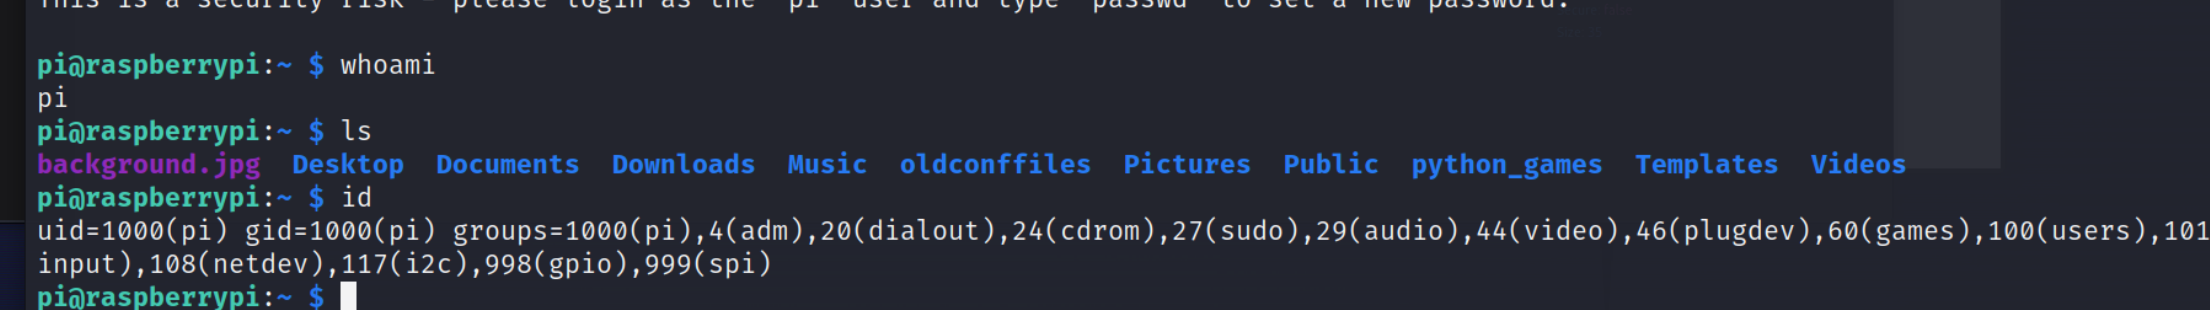 This is a security risk - please login as the 'pi' user and type 'passwd' to set a new password.
pi@raspberrypi:~ $ whoami
pi
pi@raspberrypi:~ $ ls
background.jpg Desktop Documents Downloads Music oldconffiles Pictures Public python_games Templates Videos
pi@raspberrypi:~ $ id
uid=1000(pi) gid=1000(pi) groups=1000(pi),4(adm),20(dialout),24(cdrom),27(sudo),29(audio),44(video),46(plugdev),60(games),100(users),101
input),108(netdev),117(i2c),998(gpio),999(spi)
pi@raspberrypi:~ $